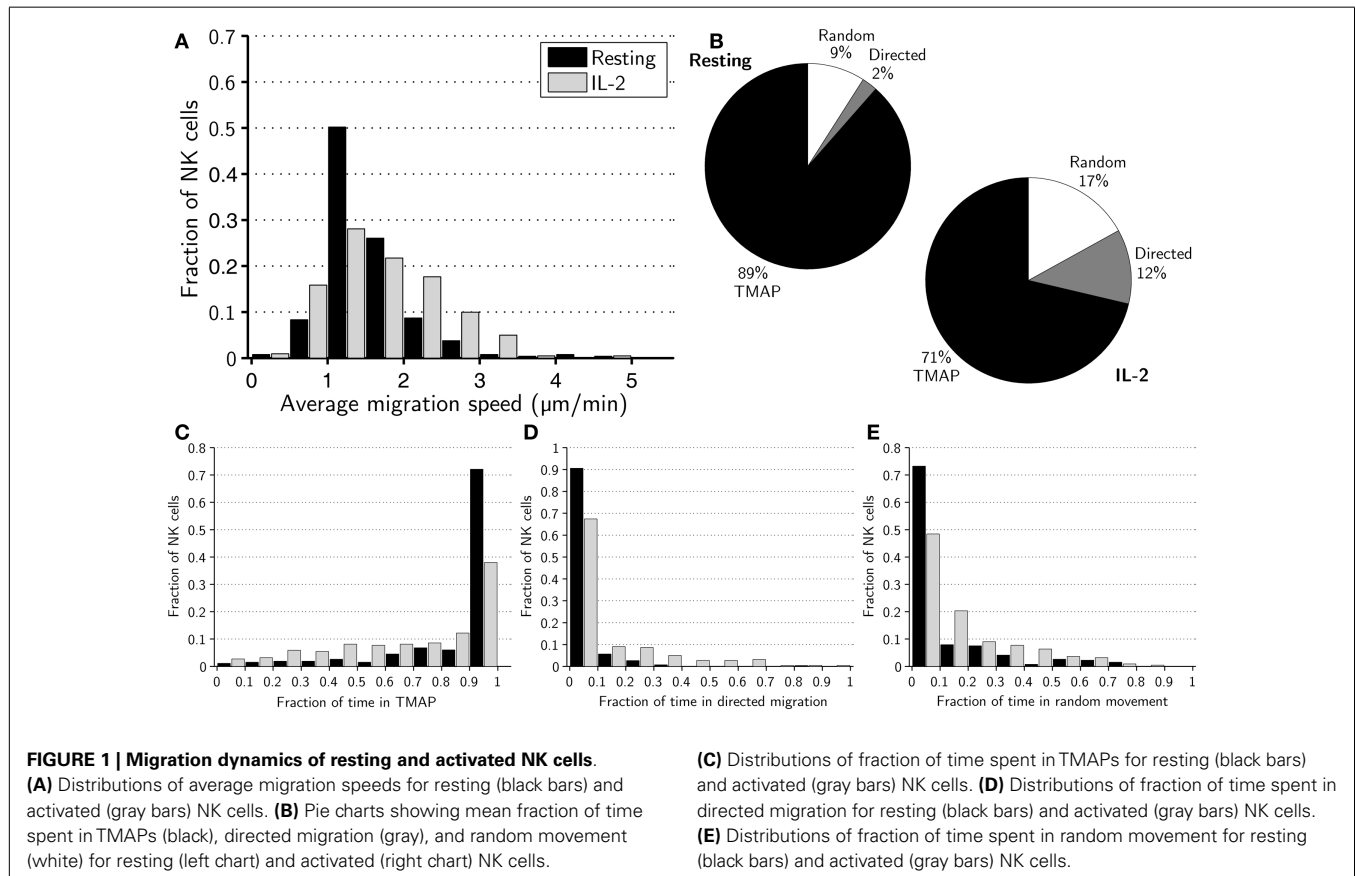 A
0.7
0.6
0.5
0.4
0.3
0.2
0.1
0
Fraction of NK cells
Resting
IL-2
0 1 2 3 4 5
Average migration speed (µm/min)
B
Resting
Random
9%
Directed
2%
89%
TMAP
Random
17%
Directed
12%
71%
TMAP
IL-2
C
0.8
0.7
0.6
0.5
0.4
0.3
0.2
0.1
0
Fraction of NK cells
0 0.1 0.2 0.3 0.4 0.5 0.6 0.7 0.8 0.9 1
Fraction of time in TMAP
D
1
0.9
0.8
0.7
0.6
0.5
0.4
0.3
0.2
0.1
0
Fraction of NK cells
0 0.1 0.2 0.3 0.4 0.5 0.6 0.7 0.8 0.9 1
Fraction of time in directed migration
E
0.8
0.7
0.6
0.5
0.4
0.3
0.2
0.1
0
Fraction of NK cells
0 0.1 0.2 0.3 0.4 0.5 0.6 0.7 0.8 0.9 1
Fraction of time in random movement
FIGURE 1 | Migration dynamics of resting and activated NK cells.
(A) Distributions of average migration speeds for resting (black bars) and
activated (gray bars) NK cells. (B) Pie charts showing mean fraction of time
spent in TMAPs (black), directed migration (gray), and random movement
(white) for resting (left chart) and activated (right chart) NK cells.
(C) Distributions of fraction of time spent in TMAPs for resting (black bars)
and activated (gray bars) NK cells. (D) Distributions of fraction of time spent in
directed migration for resting (black bars) and activated (gray bars) NK cells.
(E) Distributions of fraction of time spent in random movement for resting
(black bars) and activated (gray bars) NK cells.